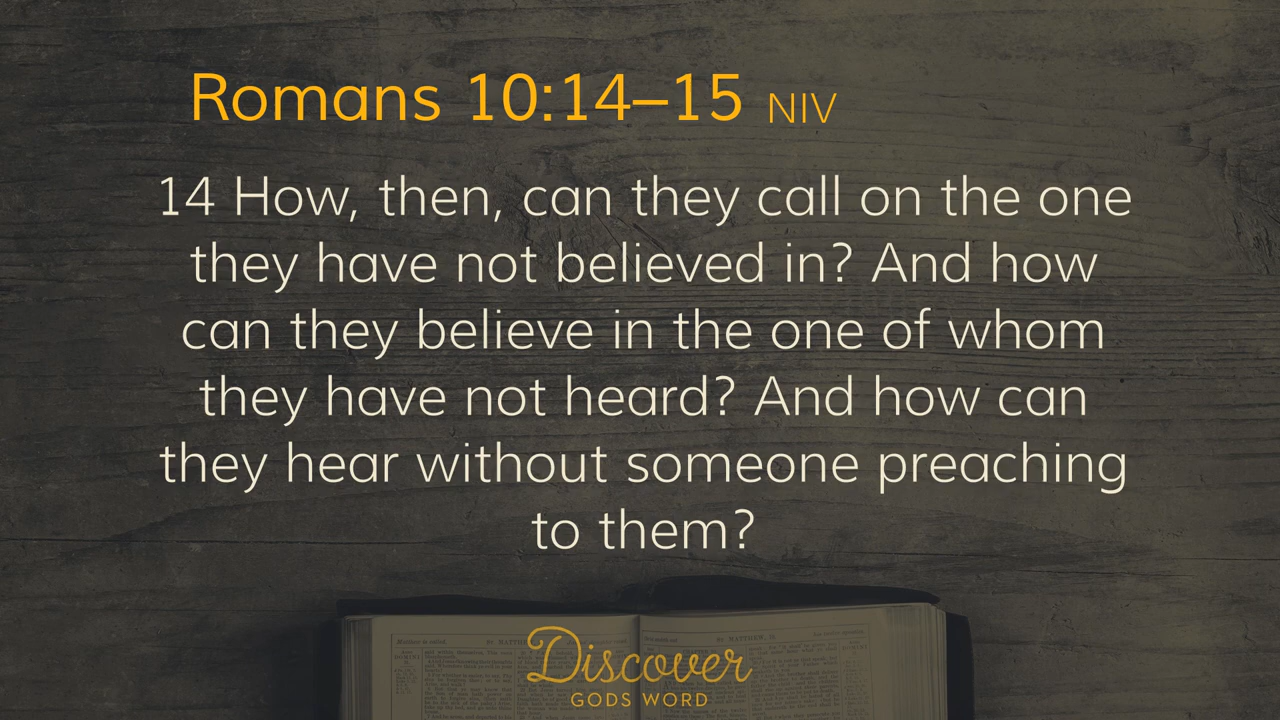 Romans 10:14–15 NIV
14 How, then, can they call on the one
they have not believed in? And how
can they believe in the one of whom
they have not heard? And how can
they hear without someone preaching
to them?
Discover
GODS WORD